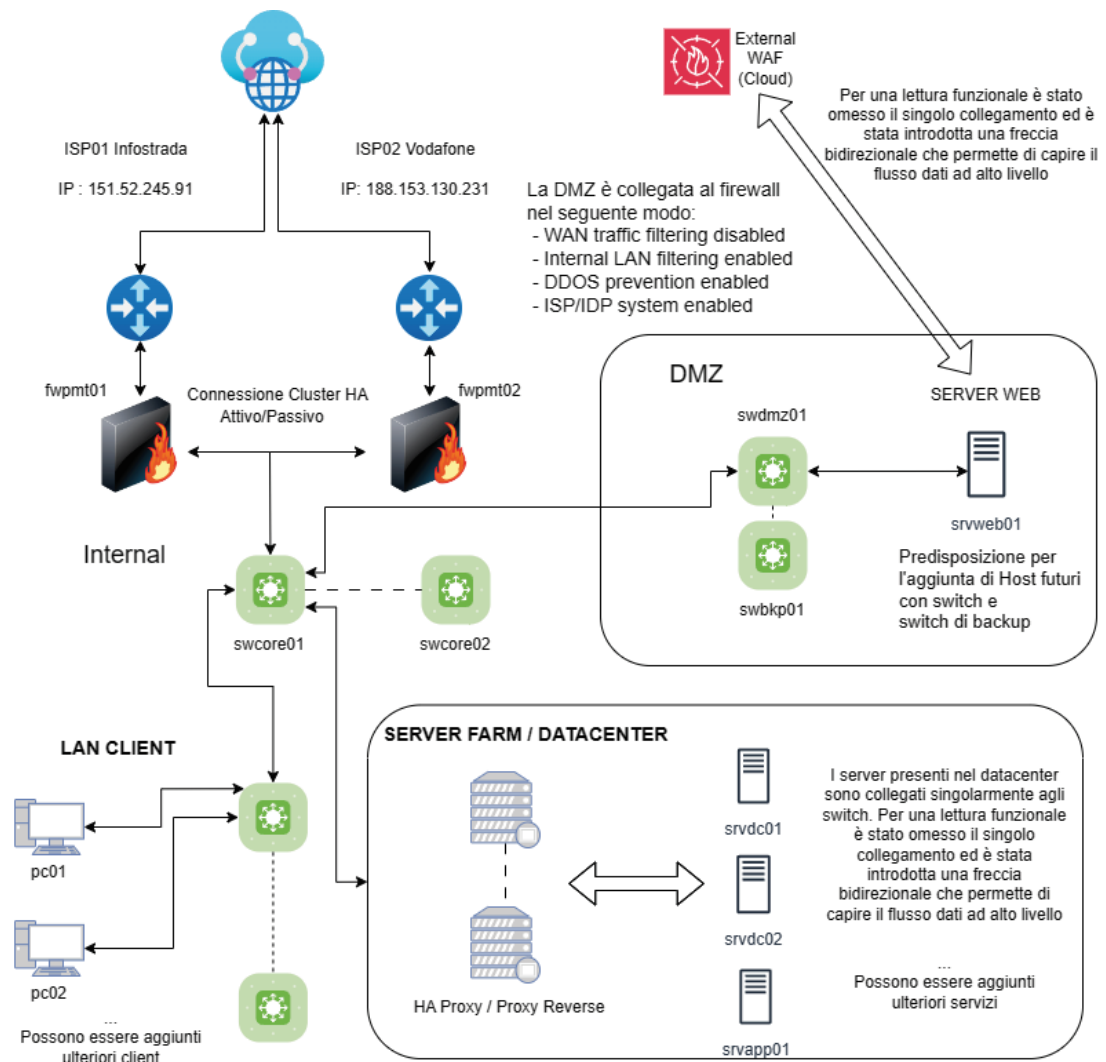 External
WAF
(Cloud)
Per una lettura funzionale è stato
omesso il singolo collegamento ed è
stata introdotta una freccia
bidirezionale che permette di capire il
flusso dati ad alto livello
ISP01 Infostrada
IP : 151.52.245.91
ISP02 Vodafone
IP: 188.153.130.231
La DMZ è collegata al firewall
nel seguente modo:
- WAN traffic filtering disabled
- Internal LAN filtering enabled
- DDOS prevention enabled
- ISP/IDP system enabled
fwpmt01
Connessione Cluster HA
Attivo/Passivo
fwpmt02
DMZ
SERVER WEB
swdmz01
srvweb01
swbkp01
Predisposizione per
l'aggiunta di Host futuri
con switch e
switch di backup
Internal
swcore01
swcore02
LAN CLIENT
pc01
pc02
...
Possono essere aggiunti
ulteriori client
SERVER FARM / DATACENTER
HA Proxy / Proxy Reverse
srvdc01
srvdc02
srvapp01
I server presenti nel datacenter
sono collegati singolarmente agli
switch. Per una lettura funzionale
è stato omesso il singolo
collegamento ed è stata
introdotta una freccia
bidirezionale che permette di
capire il flusso dati ad alto livello
...
Possono essere aggiunti
ulteriori servizi